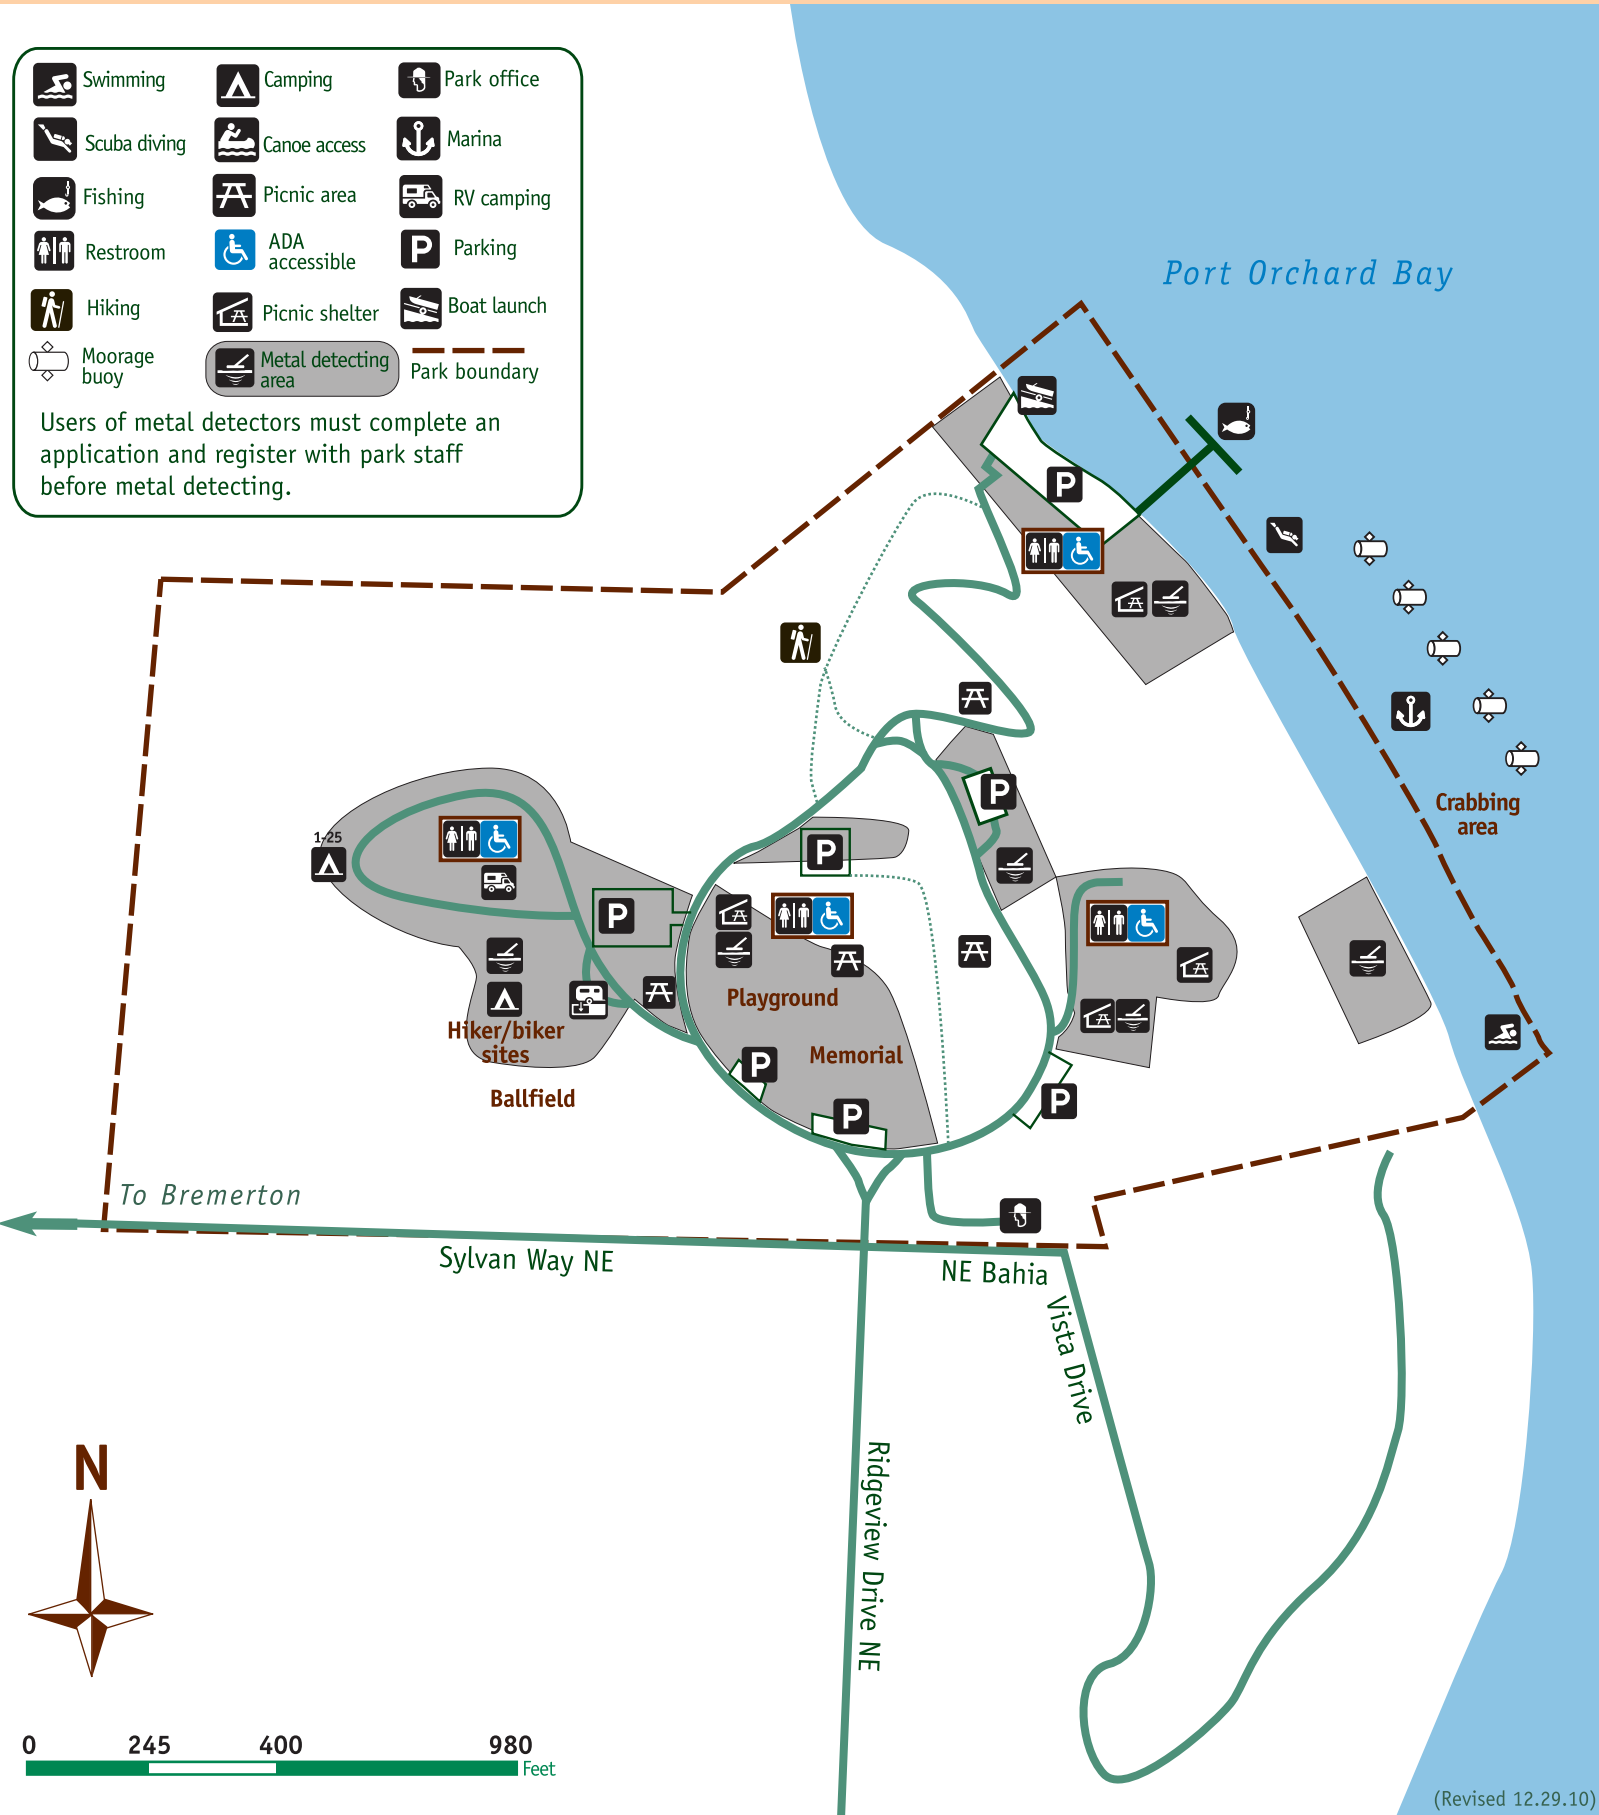 Swimming
Camping
Park office
Scuba diving
Canoe access
Marina
Fishing
Picnic area
RV camping
Restroom
ADA
accessible
P
Parking
Hiking
Picnic shelter
Boat launch
Moorage
buoy
Metal detecting
area
Park boundary
Users of metal detectors must complete an
application and register with park staff
before metal detecting.
Port Orchard Bay
P
P
Crabbing
area
1-25
P
P
Playground
Hiker/biker
sites
Memorial
P
Ballfield
P
P
To Bremerton
Sylvan Way NE
NE Bahia
Vista Drive
Ridgeview Drive NE
N
0 245 400 980
Feet
(Revised 12.29.10)